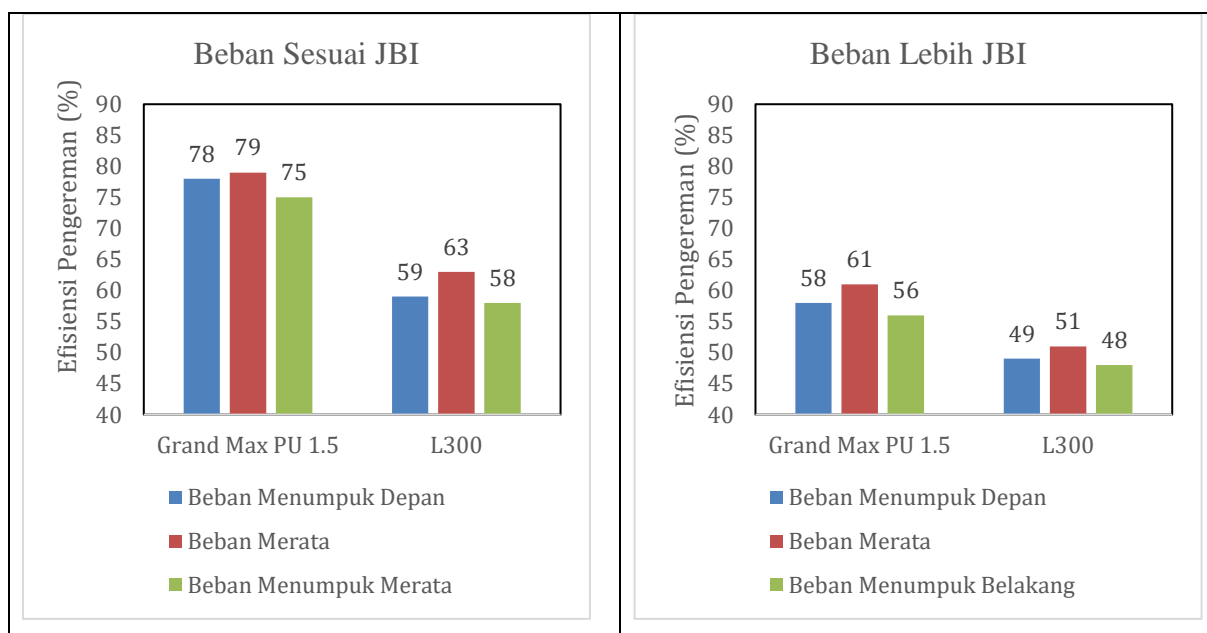 Beban Sesuai JBI
Efisiensi Pengereman (%)
90
85
80
75
70
65
60
55
50
45
40
78
79
75
59
63
58
Grand Max PU 1.5
L300
Beban Menumpuk Depan
Beban Merata
Beban Menumpuk Merata
Beban Lebih JBI
Efisiensi Pengereman (%)
90
85
80
75
70
65
60
55
50
45
40
58
61
56
49
51
48
Grand Max PU 1.5
L300
Beban Menumpuk Depan
Beban Merata
Beban Menumpuk Belakang